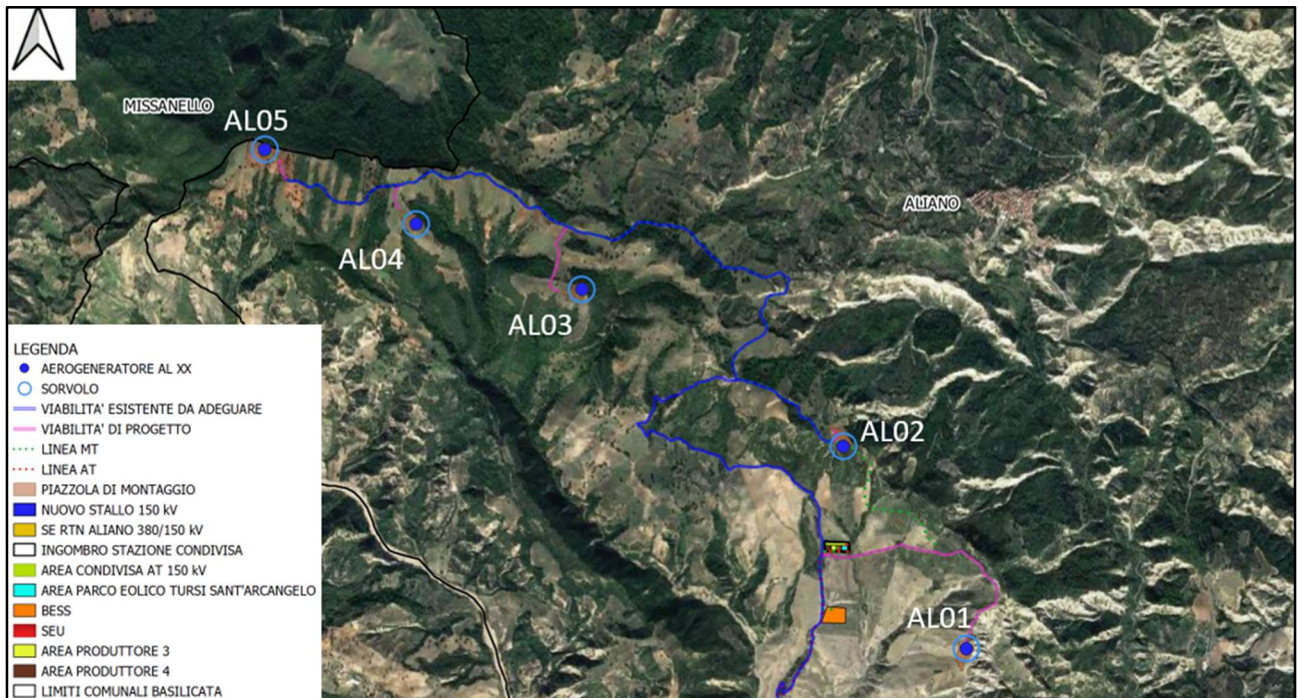 MISSANELLO
AL05
ALIANO
AL04
AL03
AL02
AL01
LEGENDA
AEROGENERATORE AL XX
SORVOLO
VIABILITA' ESISTENTE DA ADEGUARE
VIABILITA' DI PROGETTO
LINEA MT
LINEA AT
PIAZZOLA DI MONTAGGIO
NUOVO STALLO 150 kV
SE RTN ALIANO 380/150 kV
INGOMBRO STAZIONE CONDIVISA
AREA CONDIVISA AT 150 kV
AREA PARCO EOLICO TURSI SANT'ARCANGELO
BESS
SEU
AREA PRODUTTORE 3
AREA PRODUTTORE 4
LIMITI COMUNALI BASILICATA